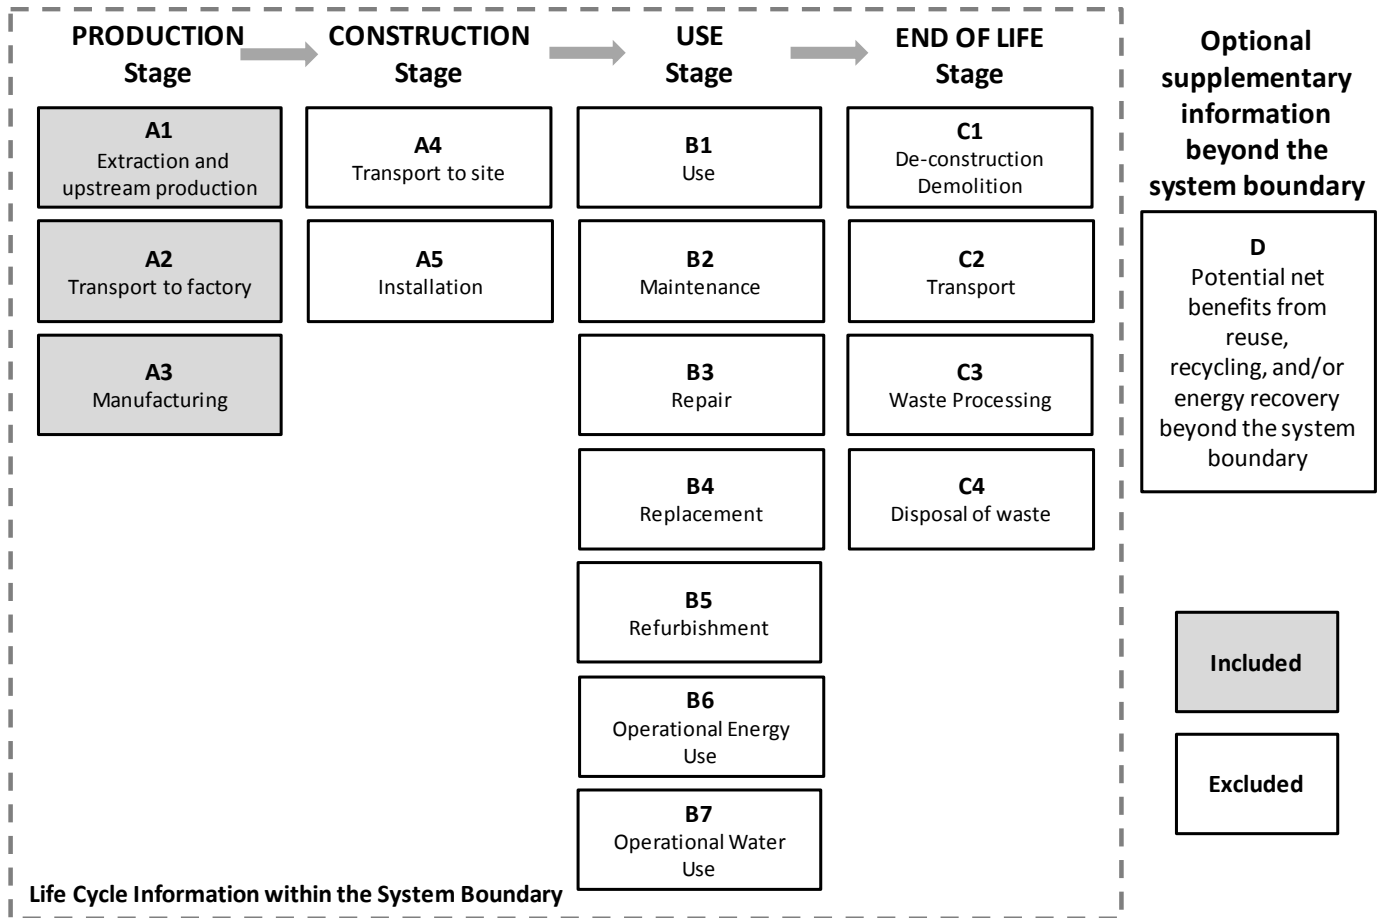 PRODUCTION
Stage
CONSTRUCTION
Stage
USE
Stage
END OF LIFE
Stage
A1
Extraction and
upstream production
A2
Transport to factory
A3
Manufacturing
A4
Transport to site
A5
Installation
B1
Use
B2
Maintenance
B3
Repair
B4
Replacement
B5
Refurbishment
B6
Operational Energy
Use
B7
Operational Water
Use
C1
De-construction
Demolition
C2
Transport
C3
Waste Processing
C4
Disposal of waste
Life Cycle Information within the System Boundary
Optional
supplementary
information
beyond the
system boundary
D
Potential net
benefits from
reuse,
recycling, and/or
energy recovery
beyond the system
boundary
Included
Excluded